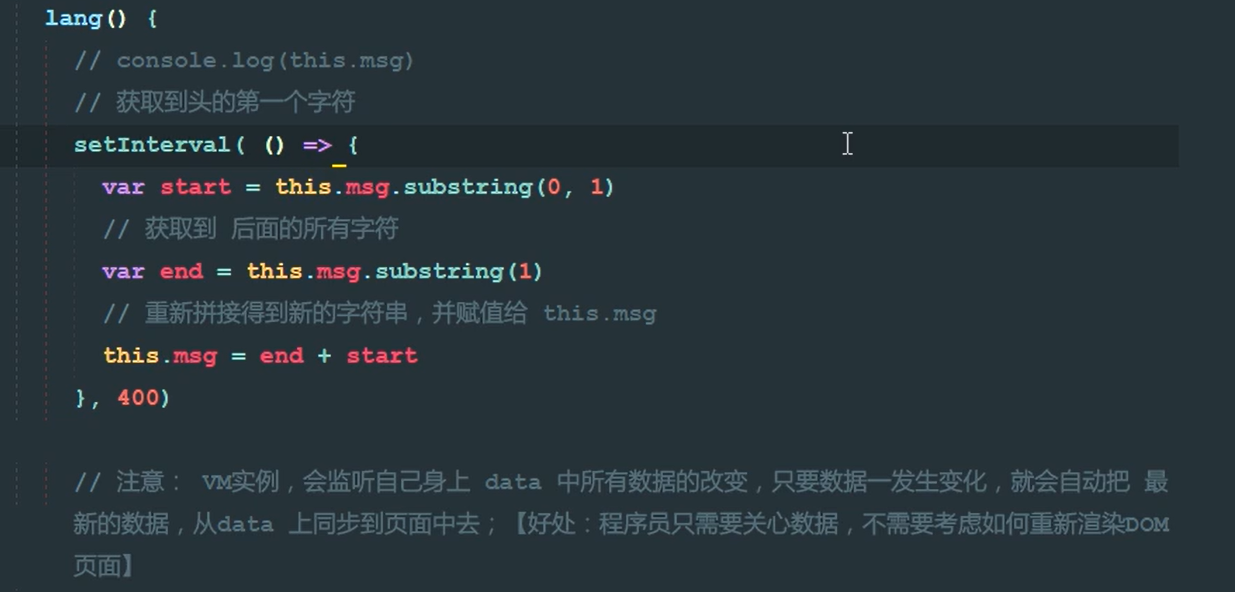 lang() {
// console.log(this.msg)
// 获取到头的第一个字符
setInterval( () => {
var start = this.msg.substring(0, 1)
// 获取到 后面的所有字符
var end = this.msg.substring(1)
// 重新拼接得到新的字符串，并赋值给 this.msg
this.msg = end + start
}, 400)
// 注意： VM实例，会监听自己身上 data 中所有数据的改变，只要数据一发生变化，就会自动把 最
新的数据，从data 上同步到页面中去；【好处：程序员只需要关心数据，不需要考虑如何重新渲染DOM
页面】